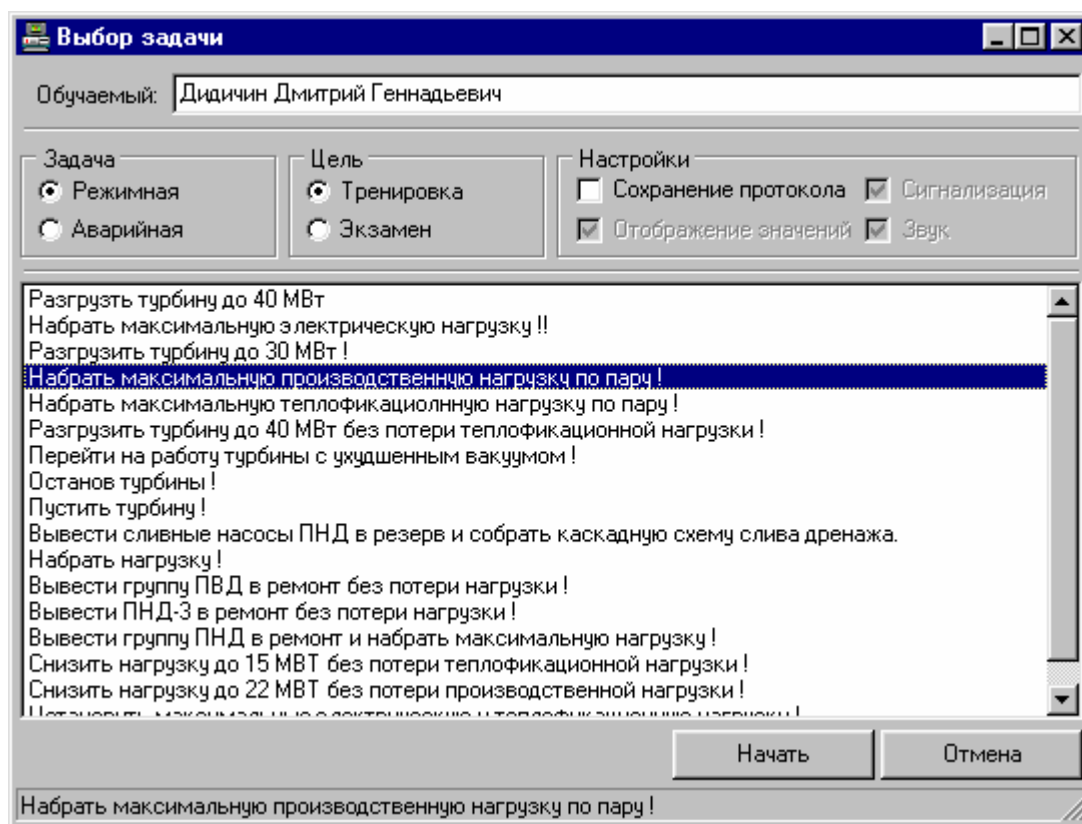 Выбор задачи
Обучаемый: Дидичин Дмитрий Геннадьевич
Задача
Режимная
Аварийная
Цель
Тренировка
Экзамен
Настройки
Сохранение протокола Сигнализация
Отображение значений Звук
Разгрузть турбину до 40 МВт
Набрать максимальную электрическую нагрузку !!
Разгрузить турбину до 30 МВт !
Набрать максимальную производственную нагрузку по пару !
Набрать максимальную теплофикациолнную нагрузку по пару !
Разгрузить турбину до 40 МВт без потери теплофикационной нагрузки !
Перейти на работу турбины с ухудшенным вакуумом !
Останов турбины !
Пустить турбину !
Вывести сливные насосы ПНД в резерв и собрать каскадную схему слива дренажа.
Набрать нагрузку !
Вывести группу ПВД в ремонт без потери нагрузки !
Вывести ПНД-3 в ремонт без потери нагрузки !
Вывести группу ПНД в ремонт и набрать максимальную нагрузку !
Снизить нагрузку до 15 МВТ без потери теплофикационной нагрузки !
Снизить нагрузку до 22 МВТ без потери производственной нагрузки !
Начать Отмена
Набрать максимальную производственную нагрузку по пару !